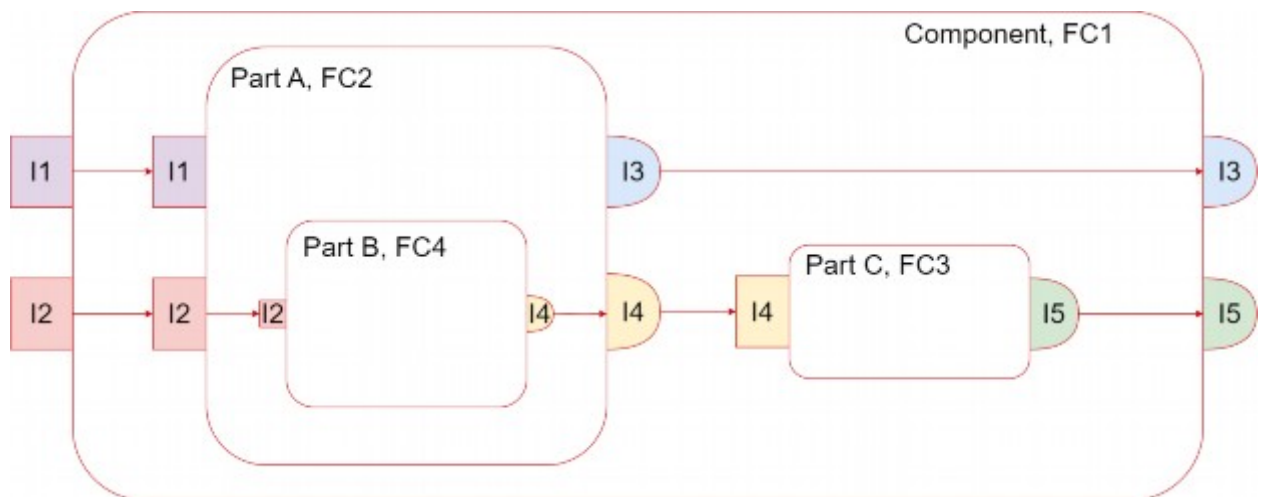 Component, FC1
Part A, FC2
I1
I1
I3
I3
Part B, FC4
Part C, FC3
I2
I2
I2
I4
I4
I4
I5
I5